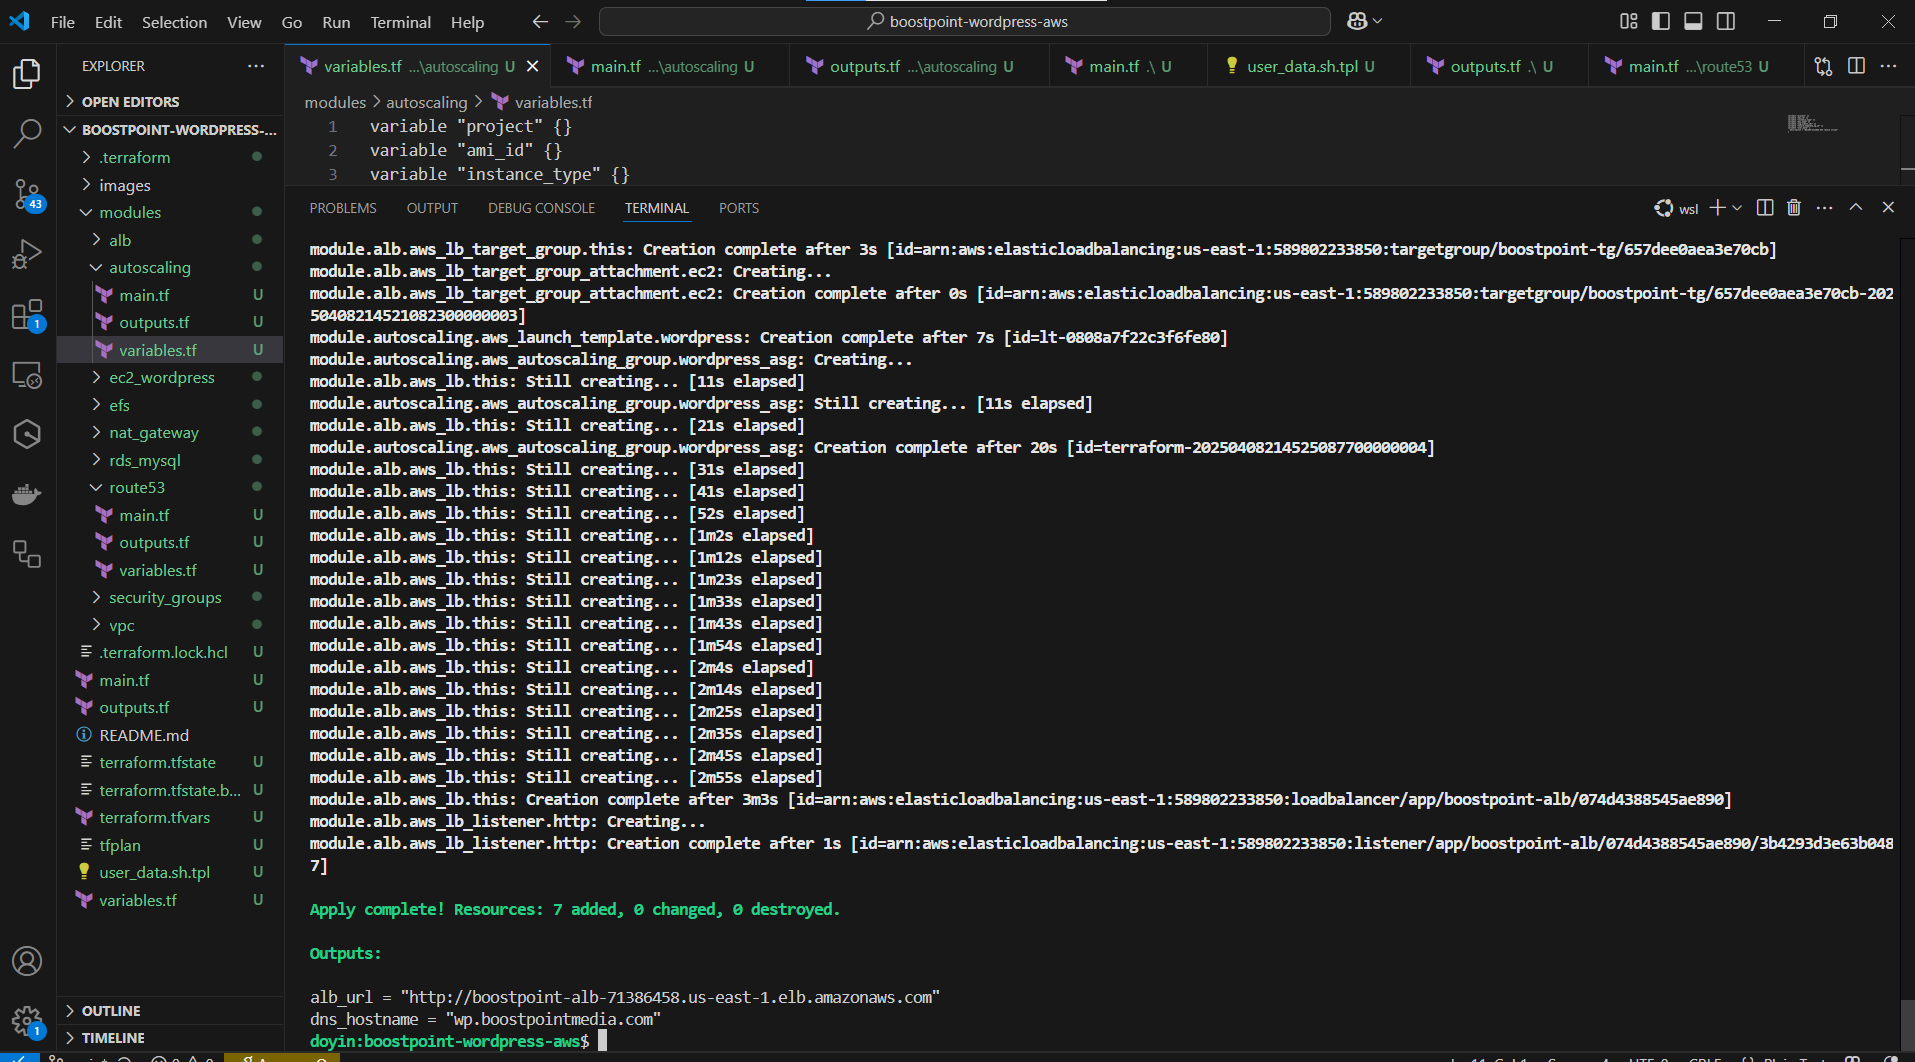 File Edit Selection View Go Run Terminal Help
boostpoint-wordpress-aws
EXPLORER
OPEN EDITORS
BOOSTPOINT-WORDPRESS-...
.terraform
images
modules
alb
autoscaling
main.tf U
outputs.tf U
variables.tf U
ec2_wordpress
efs
nat_gateway
rds_mysql
route53
main.tf U
outputs.tf U
variables.tf U
security_groups
vpc
.terraform.lock.hcl U
main.tf U
outputs.tf U
README.md
terraform.tfstate U
terraform.tfstate.b... U
terraform.tfvars U
tfplan U
user_data.sh.tpl U
variables.tf U
OUTLINE
TIMELINE
43
1
1
variables.tf ...\autoscaling U main.tf ...\autoscaling U outputs.tf ...\autoscaling U main.tf .\ U user_data.sh.tpl U outputs.tf .\ U main.tf ...\route53 U
modules > autoscaling > variables.tf
1 variable "project" {}
2 variable "ami_id" {}
3 variable "instance_type" {}
PROBLEMS OUTPUT DEBUG CONSOLE TERMINAL PORTS
wsl
module.alb.aws_lb_target_group.this: Creation complete after 3s [id=arn:aws:elasticloadbalancing:us-east-1:589802233850:targetgroup/boostpoint-tg/657dee0aea3e70cb]
module.alb.aws_lb_target_group_attachment.ec2: Creating...
module.alb.aws_lb_target_group_attachment.ec2: Creation complete after 0s [id=arn:aws:elasticloadbalancing:us-east-1:589802233850:targetgroup/boostpoint-tg/657dee0aea3e70cb-202
50408214521082300000003]
module.autoscaling.aws_launch_template.wordpress: Creation complete after 7s [id=lt-0808a7f22c3f6fe80]
module.autoscaling.aws_autoscaling_group.wordpress_asg: Creating...
module.alb.aws_lb.this: Still creating... [11s elapsed]
module.autoscaling.aws_autoscaling_group.wordpress_asg: Still creating... [11s elapsed]
module.alb.aws_lb.this: Still creating... [21s elapsed]
module.autoscaling.aws_autoscaling_group.wordpress_asg: Creation complete after 20s [id=terraform-20250408214525087700000004]
module.alb.aws_lb.this: Still creating... [31s elapsed]
module.alb.aws_lb.this: Still creating... [41s elapsed]
module.alb.aws_lb.this: Still creating... [52s elapsed]
module.alb.aws_lb.this: Still creating... [1m2s elapsed]
module.alb.aws_lb.this: Still creating... [1m12s elapsed]
module.alb.aws_lb.this: Still creating... [1m23s elapsed]
module.alb.aws_lb.this: Still creating... [1m33s elapsed]
module.alb.aws_lb.this: Still creating... [1m43s elapsed]
module.alb.aws_lb.this: Still creating... [1m54s elapsed]
module.alb.aws_lb.this: Still creating... [2m4s elapsed]
module.alb.aws_lb.this: Still creating... [2m14s elapsed]
module.alb.aws_lb.this: Still creating... [2m25s elapsed]
module.alb.aws_lb.this: Still creating... [2m35s elapsed]
module.alb.aws_lb.this: Still creating... [2m45s elapsed]
module.alb.aws_lb.this: Still creating... [2m55s elapsed]
module.alb.aws_lb.this: Creation complete after 3m3s [id=arn:aws:elasticloadbalancing:us-east-1:589802233850:loadbalancer/app/boostpoint-alb/074d4388545ae890]
module.alb.aws_lb_listener.http: Creating...
module.alb.aws_lb_listener.http: Creation complete after 1s [id=arn:aws:elasticloadbalancing:us-east-1:589802233850:listener/app/boostpoint-alb/074d4388545ae890/3b4293d3e63b048
7]
Apply complete! Resources: 7 added, 0 changed, 0 destroyed.
Outputs:
alb_url = "http://boostpoint-alb-71386458.us-east-1.elb.amazonaws.com"
dns_hostname = "wp.boostpointmedia.com"
doyin:boostpoint-wordpress-aws$